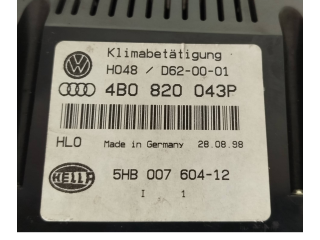 Klimabetätigung
H048 / D62-00-01
4B0 820 043P
HLO Made in Germany 28.08.98
HELLA 5HB 007 604-12
I 1